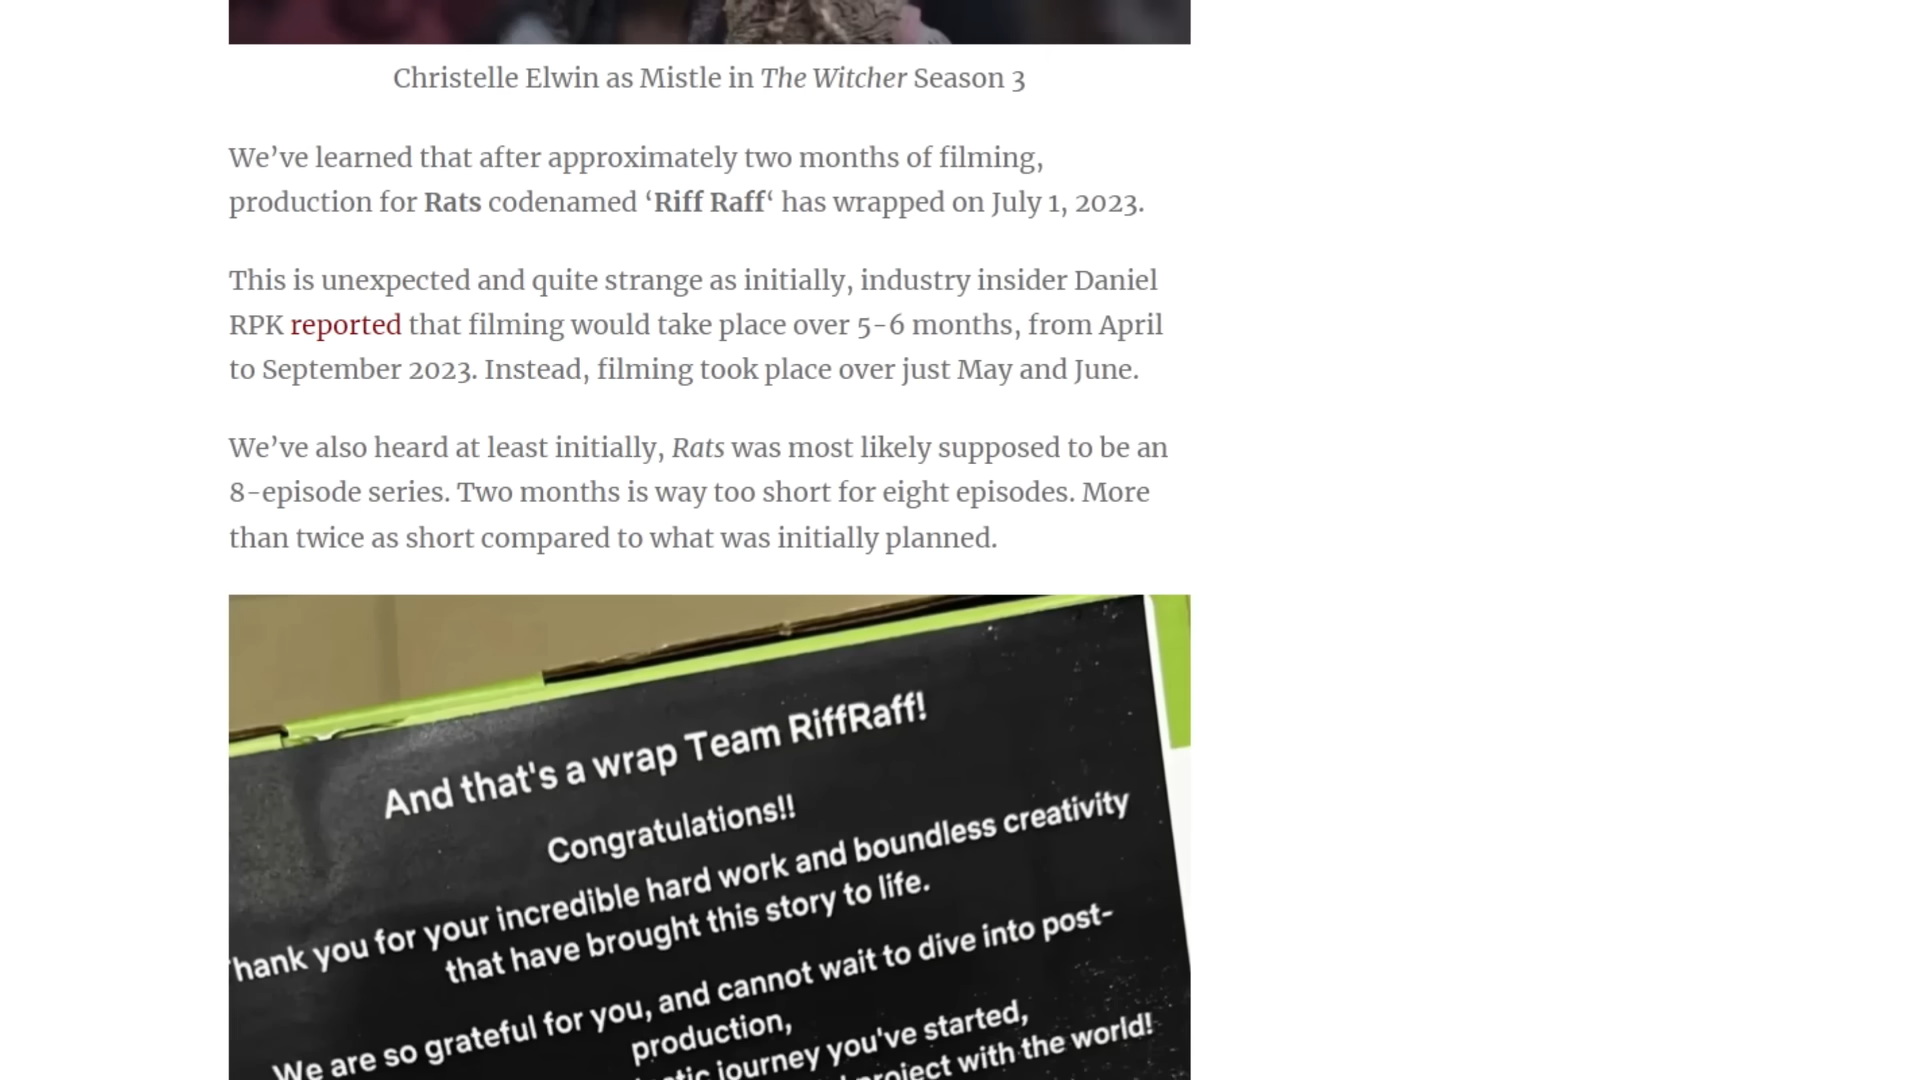 Christelle Elwin as Mistle in The Witcher Season 3
We’ve learned that after approximately two months of filming,
production for Rats codenamed ‘Riff Raff‘ has wrapped on July 1, 2023.
This is unexpected and quite strange as initially, industry insider Daniel
RPK reported that filming would take place over 5-6 months, from April
to September 2023. Instead, filming took place over just May and June.
We’ve also heard at least initially, Rats was most likely supposed to be an
8-episode series. Two months is way too short for eight episodes. More
than twice as short compared to what was initially planned.
And that's a wrap Team RiffRaff!
Congratulations!!
hank you for your incredible hard work and boundless creativity
that have brought this story to life.
We are so grateful for you, and cannot wait to dive into post-
production,
journey you've started,
project with the world!